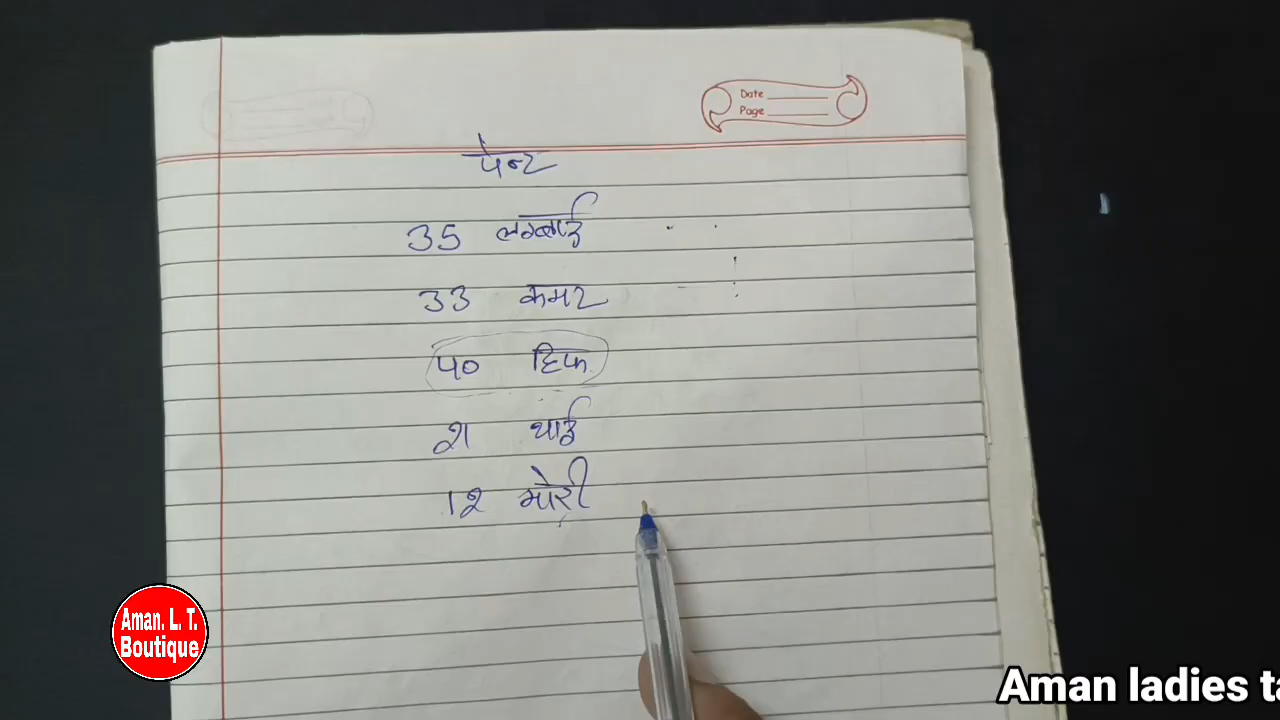 Date
Page
पेन्ट
35 लम्बाई
33 कमर
40 हिफ
21 थाई
12 मोरी
Aman. L. T.
Boutique
Aman ladies ta